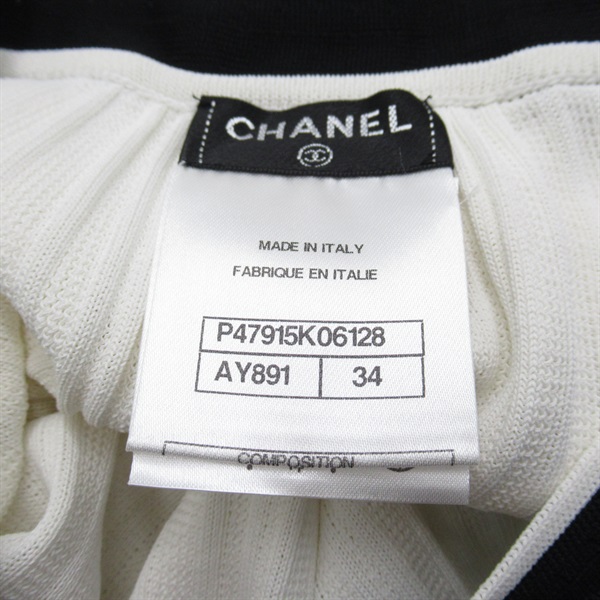 CHANEL
MADE IN ITALY
FABRIQUE EN ITALIE
P47915K06128
AY891 34
COMPOSITION